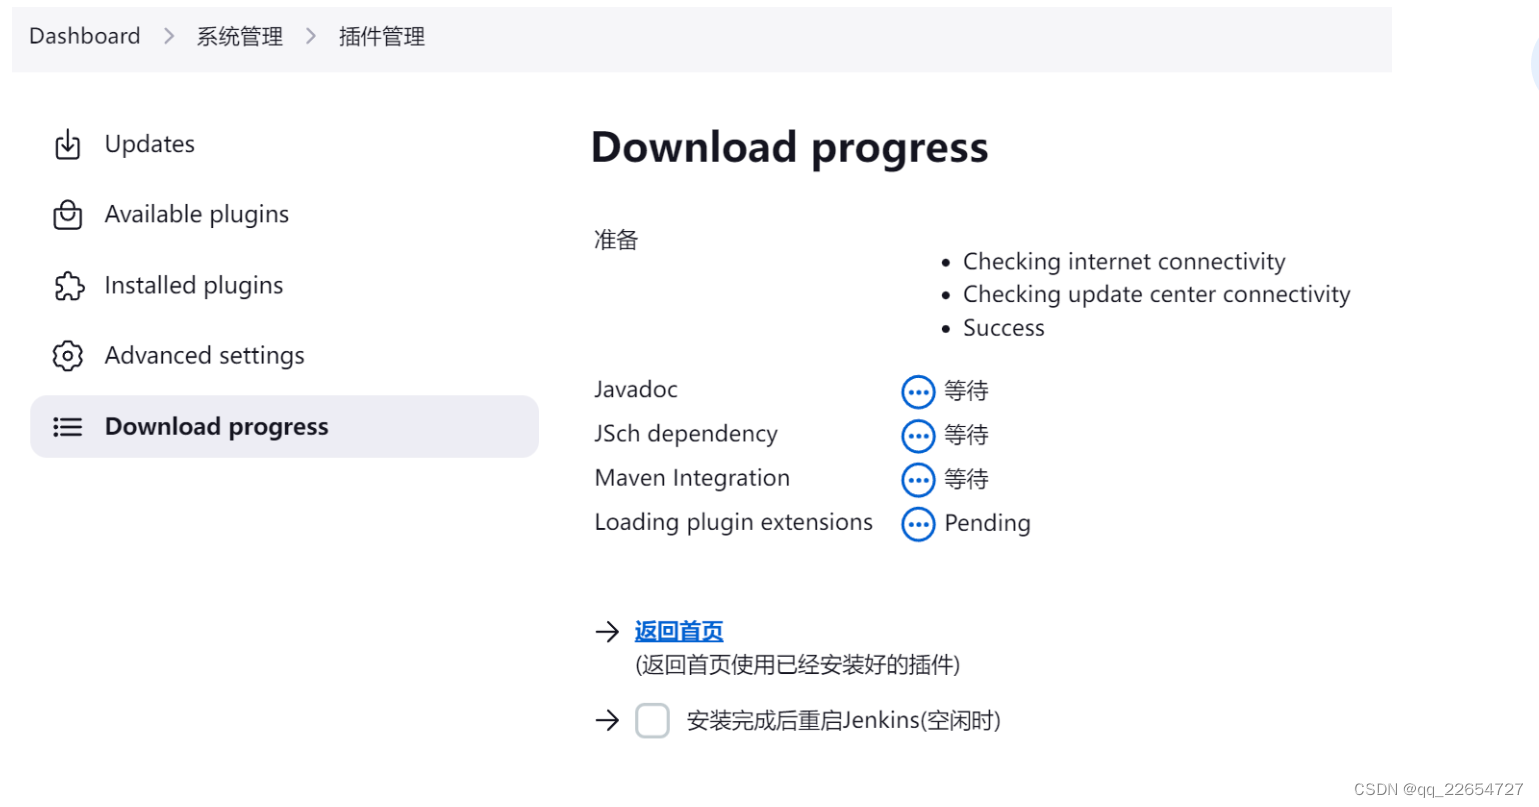 Dashboard > 系统管理 > 插件管理
Updates
Available plugins
Installed plugins
Advanced settings
Download progress
Download progress
准备
• Checking internet connectivity
• Checking update center connectivity
• Success
Javadoc 等待
JSch dependency 等待
Maven Integration 等待
Loading plugin extensions Pending
→ 返回首页
(返回首页使用已经安装好的插件)
→ 安装完成后重启Jenkins(空闲时)
CSDN @qq_22654727